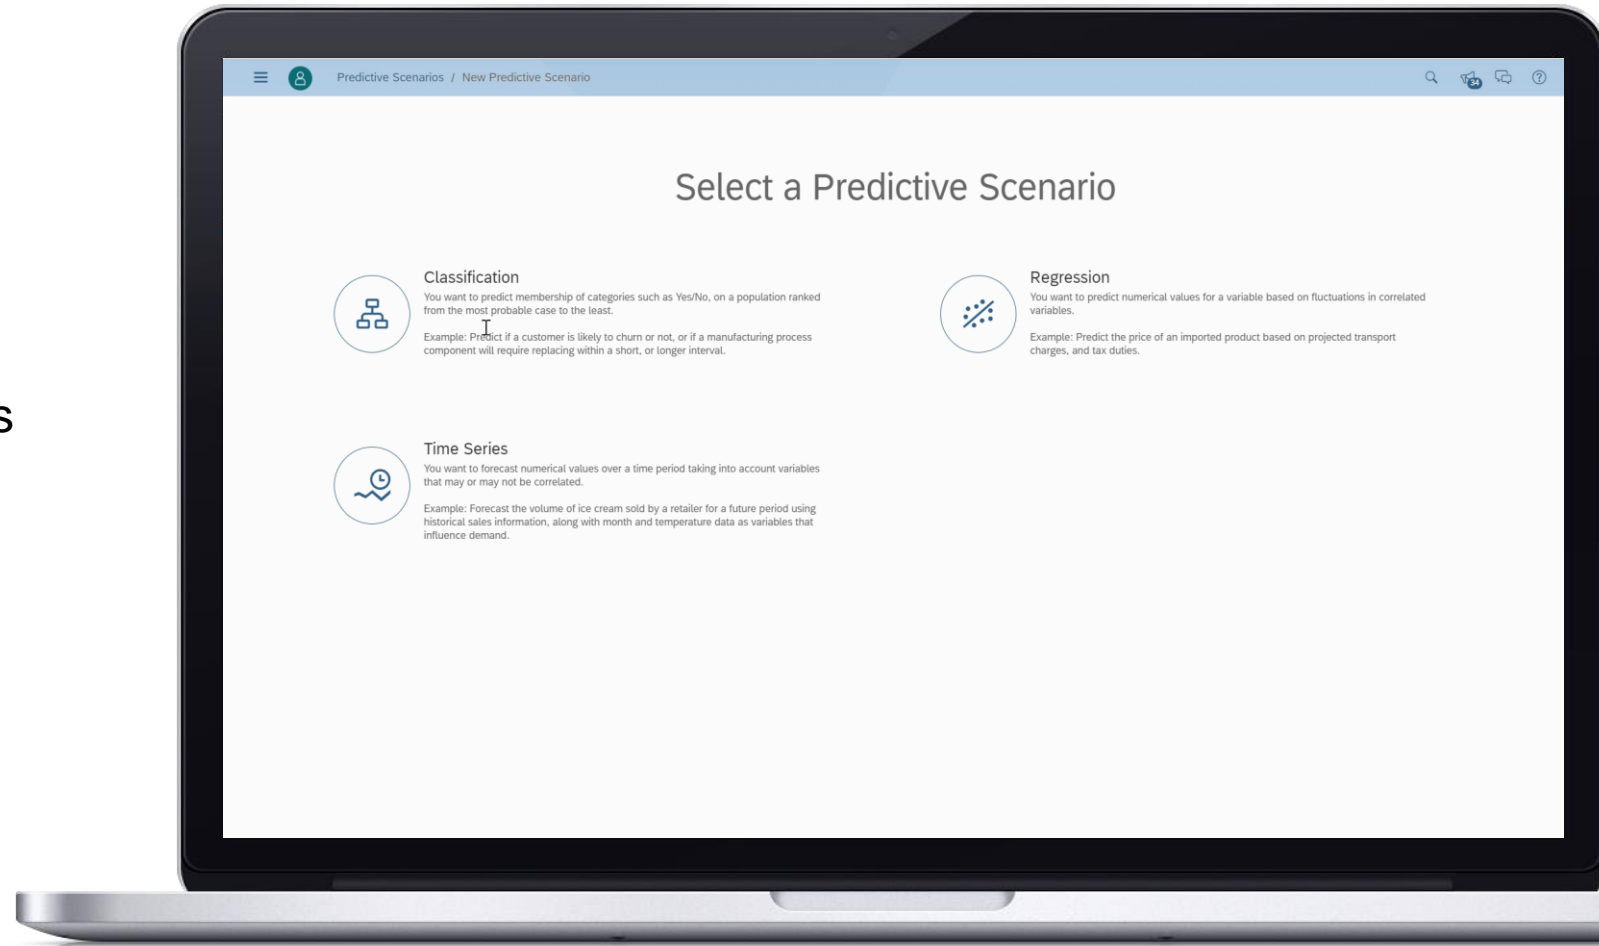 s
Predictive Scenarios / New Predictive Scenario
34
Select a Predictive Scenario
Classification
You want to predict membership of categories such as Yes/No, on a population ranked
from the most probable case to the least.
Example: Predict if a customer is likely to churn or not, or if a manufacturing process
component will require replacing within a short, or longer interval.
Regression
You want to predict numerical values for a variable based on fluctuations in correlated
variables.
Example: Predict the price of an imported product based on projected transport
charges, and tax duties.
Time Series
You want to forecast numerical values over a time period taking into account variables
that may or may not be correlated.
Example: Forecast the volume of ice cream sold by a retailer for a future period using
historical sales information, along with month and temperature data as variables that
influence demand.